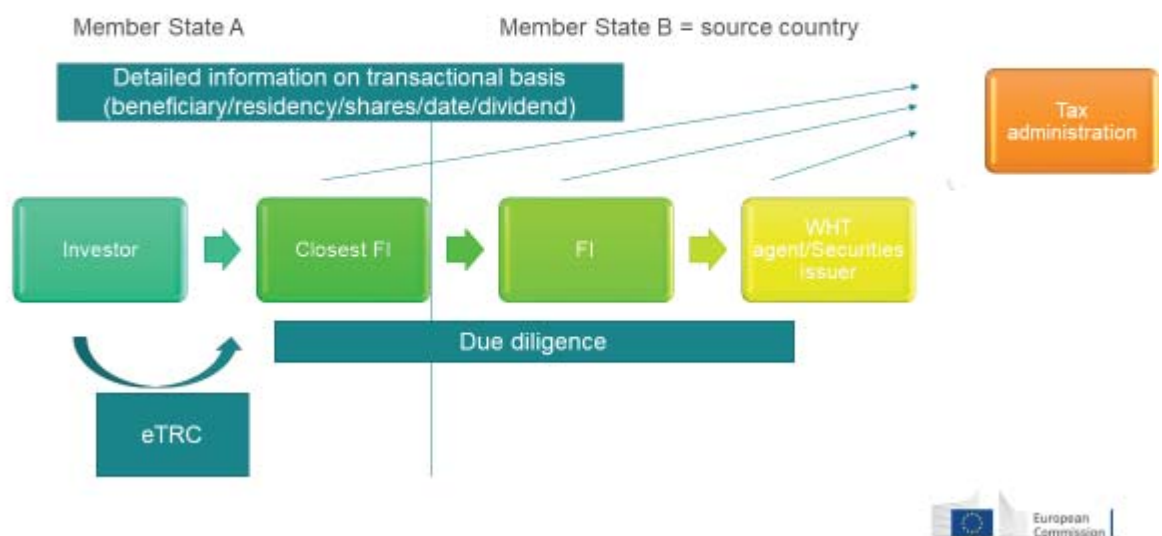 Member State A
Member State B = source country
Detailed information on transactional basis
(beneficiary/residency/shares/date/dividend)
Tax
administration
Investor
Closest FI
FI
WHT
agent/Securities
issuer
Due diligence
eTRC
European
Commission